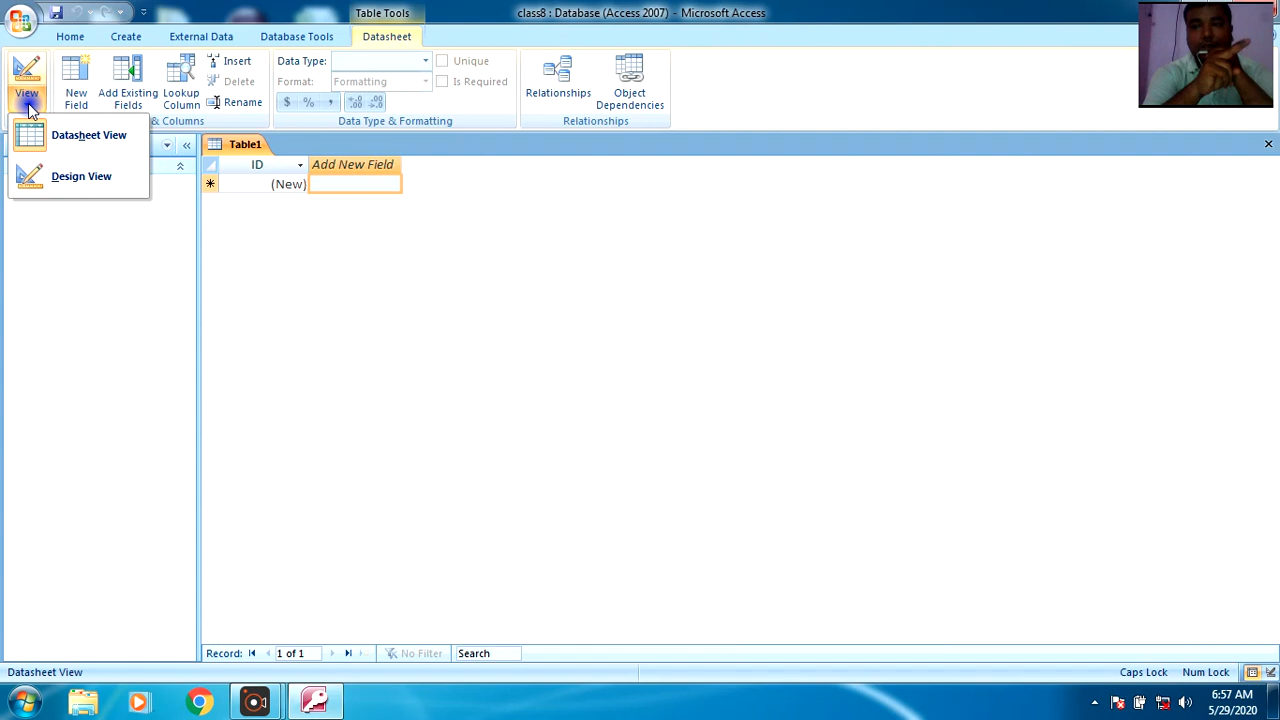 Table Tools
class8 : Database (Access 2007) - Microsoft Access
Home Create External Data Database Tools Datasheet
View
New Field
Add Existing Fields
Lookup Column
Insert
Delete
Rename
& Columns
Data Type:
Format: Formatting
Unique
Is Required
$ % ,
Data Type & Formatting
Relationships
Object Dependencies
Relationships
Datasheet View
Design View
Table1
ID Add New Field
(New)
Record: 1 of 1 No Filter Search
Datasheet View Caps Lock Num Lock
6:57 AM
5/29/2020